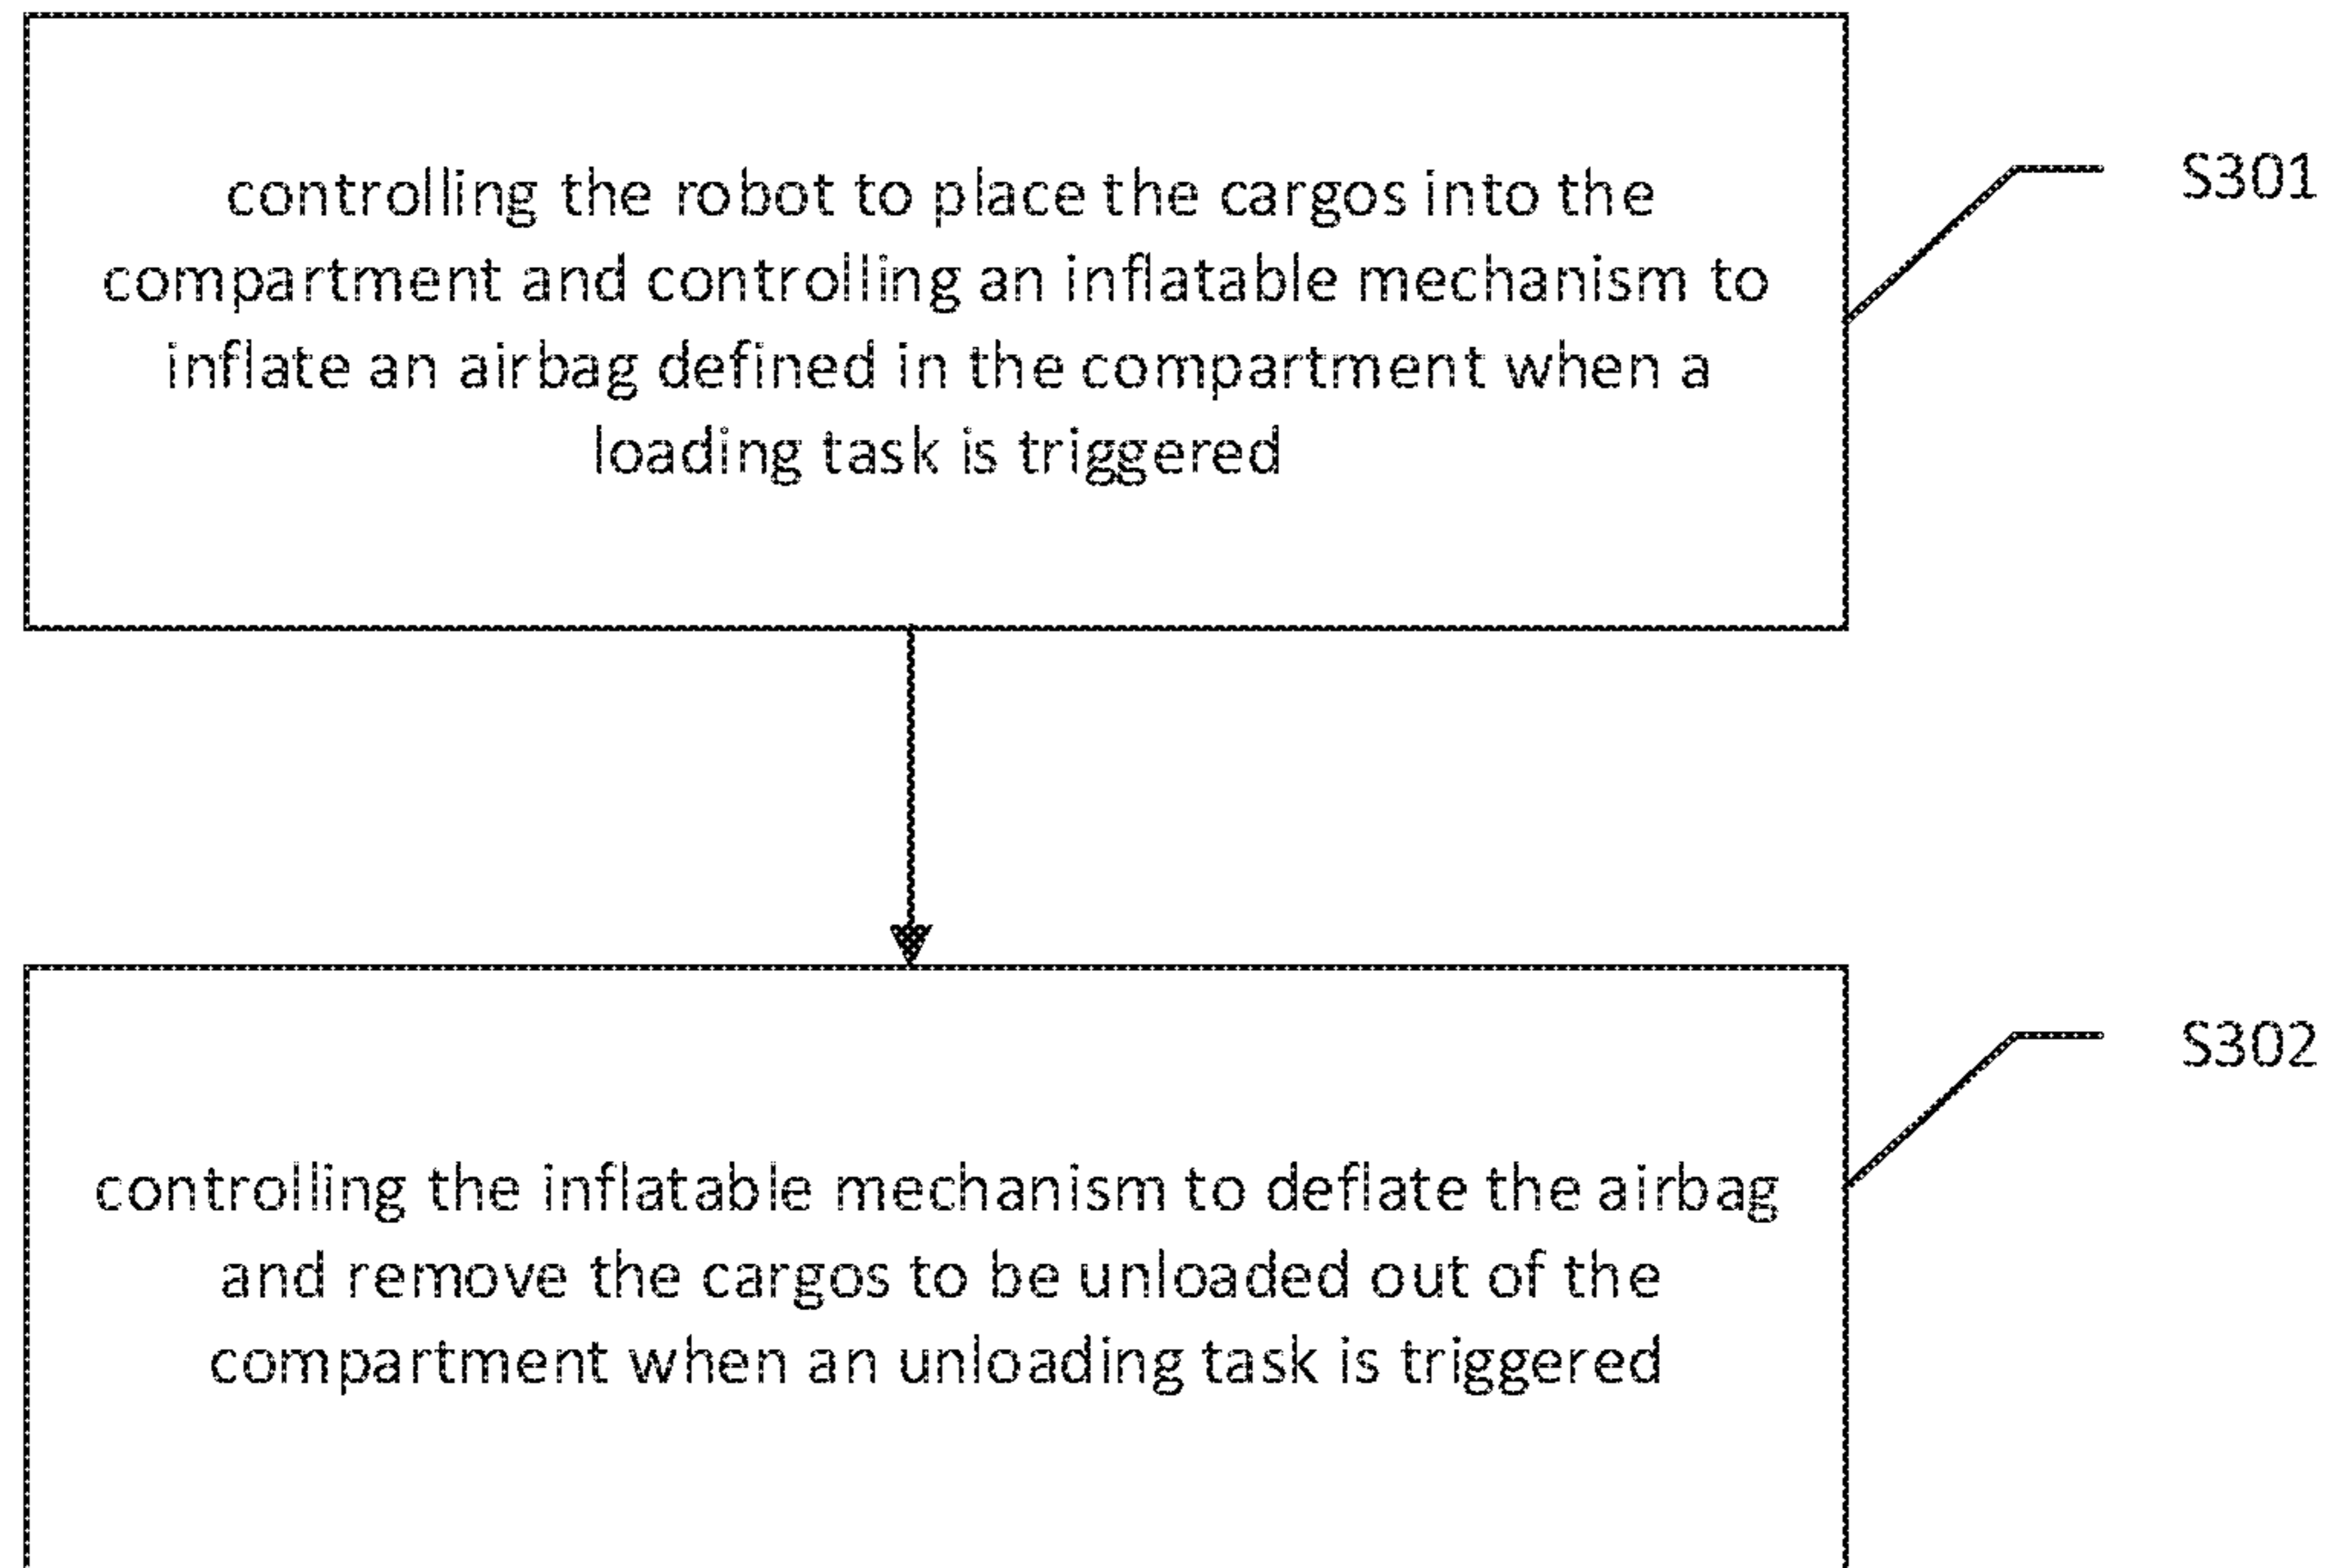 controlling the robot to place the cargos into the
compartment and controlling an inflatable mechanism to
inflate an airbag defined in the compartment when a
loading task is triggered
S301
controlling the inflatable mechanism to deflate the airbag
and remove the cargos to be unloaded out of the
compartment when an unloading task is triggered
S302